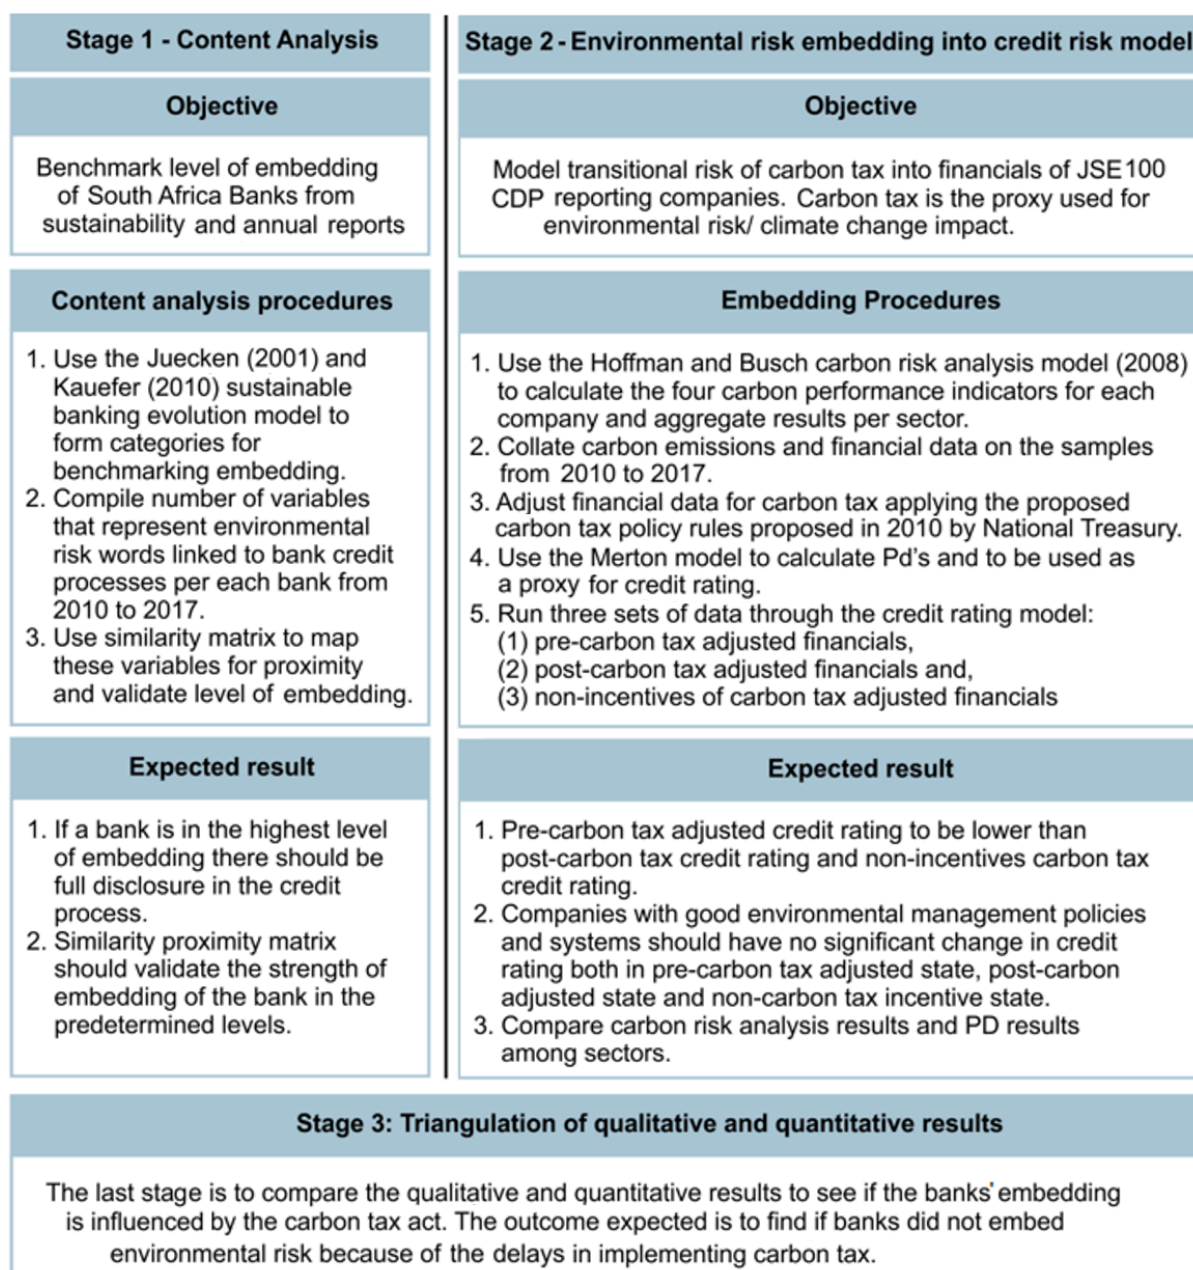 Stage 1 - Content Analysis
Objective
Benchmark level of embedding
of South Africa Banks from
sustainability and annual reports
Content analysis procedures
1. Use the Juecken (2001) and
Kauefer (2010) sustainable
banking evolution model to
form categories for
benchmarking embedding.
2. Compile number of variables
that represent environmental
risk words linked to bank credit
processes per each bank from
2010 to 2017.
3. Use similarity matrix to map
these variables for proximity
and validate level of embedding.
Expected result
1. If a bank is in the highest level
of embedding there should be
full disclosure in the credit
process.
2. Similarity proximity matrix
should validate the strength of
embedding of the bank in the
predetermined levels.
Stage 2 - Environmental risk embedding into credit risk model
Objective
Model transitional risk of carbon tax into financials of JSE100
CDP reporting companies. Carbon tax is the proxy used for
environmental risk/ climate change impact.
Embedding Procedures
1. Use the Hoffman and Busch carbon risk analysis model (2008)
to calculate the four carbon performance indicators for each
company and aggregate results per sector.
2. Collate carbon emissions and financial data on the samples
from 2010 to 2017.
3. Adjust financial data for carbon tax applying the proposed
carbon tax policy rules proposed in 2010 by National Treasury.
4. Use the Merton model to calculate Pd's and to be used as
a proxy for credit rating.
5. Run three sets of data through the credit rating model:
(1) pre-carbon tax adjusted financials,
(2) post-carbon tax adjusted financials and,
(3) non-incentives of carbon tax adjusted financials
Expected result
1. Pre-carbon tax adjusted credit rating to be lower than
post-carbon tax credit rating and non-incentives carbon tax
credit rating.
2. Companies with good environmental management policies
and systems should have no significant change in credit
rating both in pre-carbon tax adjusted state, post-carbon
adjusted state and non-carbon tax incentive state.
3. Compare carbon risk analysis results and PD results
among sectors.
Stage 3: Triangulation of qualitative and quantitative results
The last stage is to compare the qualitative and quantitative results to see if the banks' embedding
is influenced by the carbon tax act. The outcome expected is to find if banks did not embed
environmental risk because of the delays in implementing carbon tax.